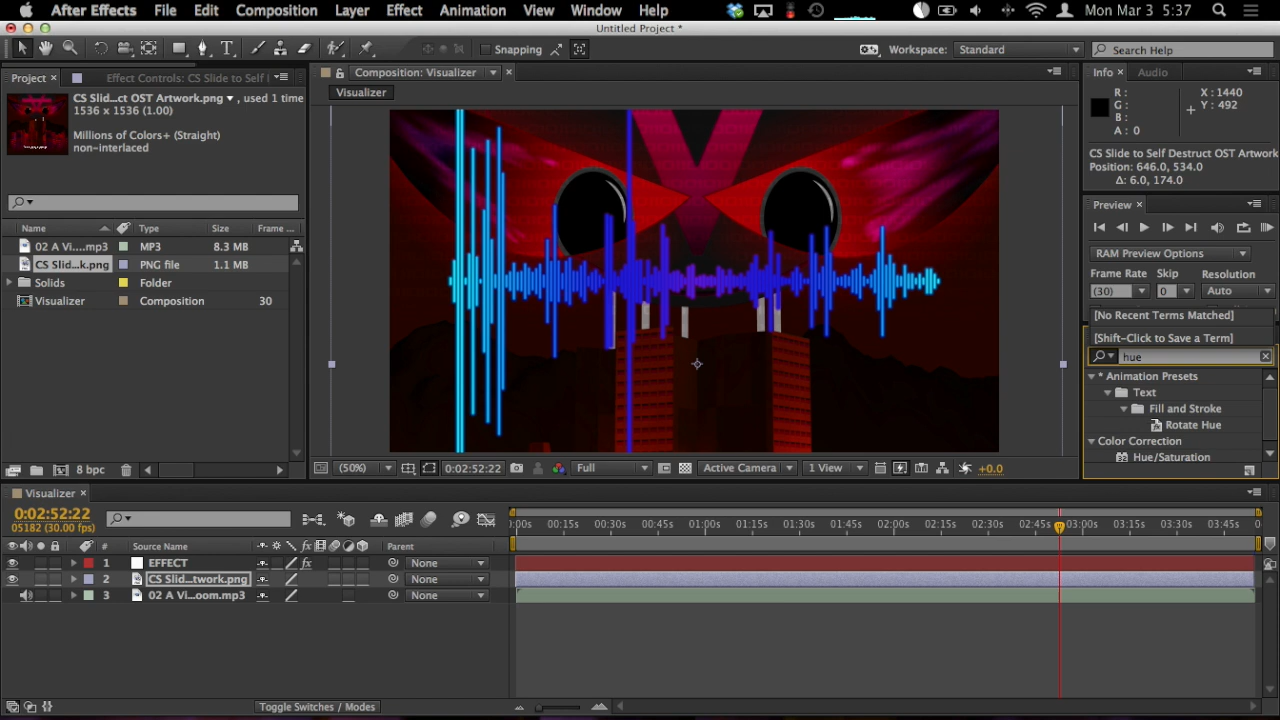 After Effects File Edit Composition Layer Effect Animation View Window Help Mon Mar 3 5:37
Untitled Project *
Snapping Workspace: Standard Search Help
Project Effect Controls: CS Slide to Self
CS Slid...ct OST Artwork.png ▾, used 1 time
1536 x 1536 (1.00)
Millions of Colors+ (Straight)
non-interlaced
Name Type Size Frame ...
02 A Vi....mp3 MP3 8.3 MB
CS Slid...k.png PNG file 1.1 MB
Solids Folder
Visualizer Composition 30
8 bpc
Composition: Visualizer
Visualizer
(50%) 0:02:52:22 Full Active Camera 1 View +0.0
Info Audio
R : X : 1440
G : Y : 492
B :
A : 0
CS Slide to Self Destruct OST Artwork
Position: 646.0, 534.0
Δ: 6.0, 174.0
Preview
RAM Preview Options
Frame Rate Skip Resolution
(30) 0 Auto
[No Recent Terms Matched]
[Shift-Click to Save a Term]
hue
* Animation Presets
Text
Fill and Stroke
Rotate Hue
Color Correction
Hue/Saturation
Visualizer
0:02:52:22
05182 (30.00 fps)
:00s 00:15s 00:30s 00:45s 01:00s 01:15s 01:30s 01:45s 02:00s 02:15s 02:30s 02:45s 03:00s 03:15s 03:30s 03:45s
# Source Name fx Parent
1 EFFECT fx None
2 CS Slid...twork.png None
3 02 A Vi...oom.mp3 None
Toggle Switches / Modes